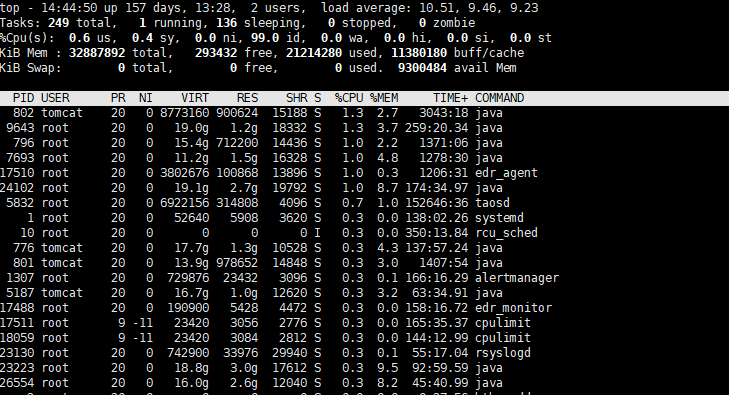 top - 14:44:50 up 157 days, 13:28,  2 users,  load average: 10.51, 9.46, 9.23
Tasks: 249 total,   1 running, 136 sleeping,   0 stopped,   0 zombie
%Cpu(s):  0.6 us,  0.4 sy,  0.0 ni, 99.0 id,  0.0 wa,  0.0 hi,  0.0 si,  0.0 st
KiB Mem : 32887892 total,   293432 free, 21214280 used, 11380180 buff/cache
KiB Swap:        0 total,        0 free,        0 used.  9300484 avail Mem
PID USER      PR  NI    VIRT    RES    SHR S  %CPU %MEM     TIME+ COMMAND
802 tomcat    20   0 8773160 900624  15188 S   1.3  2.7   3043:18 java
9643 root      20   0   19.0g   1.2g  18332 S   1.3  3.7 259:20.34 java
796 root      20   0   15.4g 712200  14436 S   1.0  2.2   1371:06 java
7693 root      20   0   11.2g   1.5g  16328 S   1.0  4.8   1278:30 java
17510 root      20   0 3802676 100868  13896 S   1.0  0.3   1206:31 edr_agent
24102 root      20   0   19.1g   2.7g  19792 S   1.0  8.7 174:34.97 java
5832 root      20   0 6922156 314808   4096 S   0.7  1.0 152646:36 taosd
1 root      20   0   52640   5908   3620 S   0.3  0.0 138:02.26 systemd
10 root      20   0       0      0      0 I   0.3  0.0 350:13.84 rcu_sched
776 tomcat    20   0   17.7g   1.3g  10528 S   0.3  4.3 137:57.24 java
801 tomcat    20   0   13.9g 978652  14848 S   0.3  3.0   1407:54 java
1307 root      20   0  729876  23432   3096 S   0.3  0.1 166:16.29 alertmanager
5187 tomcat    20   0   16.7g   1.0g  12620 S   0.3  3.2  63:34.91 java
17488 root      20   0  190900   5428   4472 S   0.3  0.0 158:16.72 edr_monitor
17511 root       9 -11   23420   3056   2776 S   0.3  0.0 165:35.37 cpulimit
18059 root       9 -11   23420   3084   2812 S   0.3  0.0 144:12.99 cpulimit
23130 root      20   0  742900  33976  29940 S   0.3  0.1  55:17.04 rsyslogd
23223 root      20   0   18.8g   3.0g  17612 S   0.3  9.5  92:59.59 java
26554 root      20   0   16.0g   2.6g  12040 S   0.3  8.2  45:40.99 java